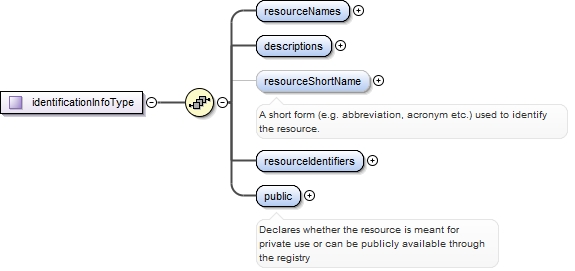 resourceNames
descriptions
resourceShortName
identificationInfoType
A short form (e.g. abbreviation, acronym etc.) used to identify
the resource.
resourceIdentifiers
public
Declares whether the resource is meant for
private use or can be publicly available through
the registry